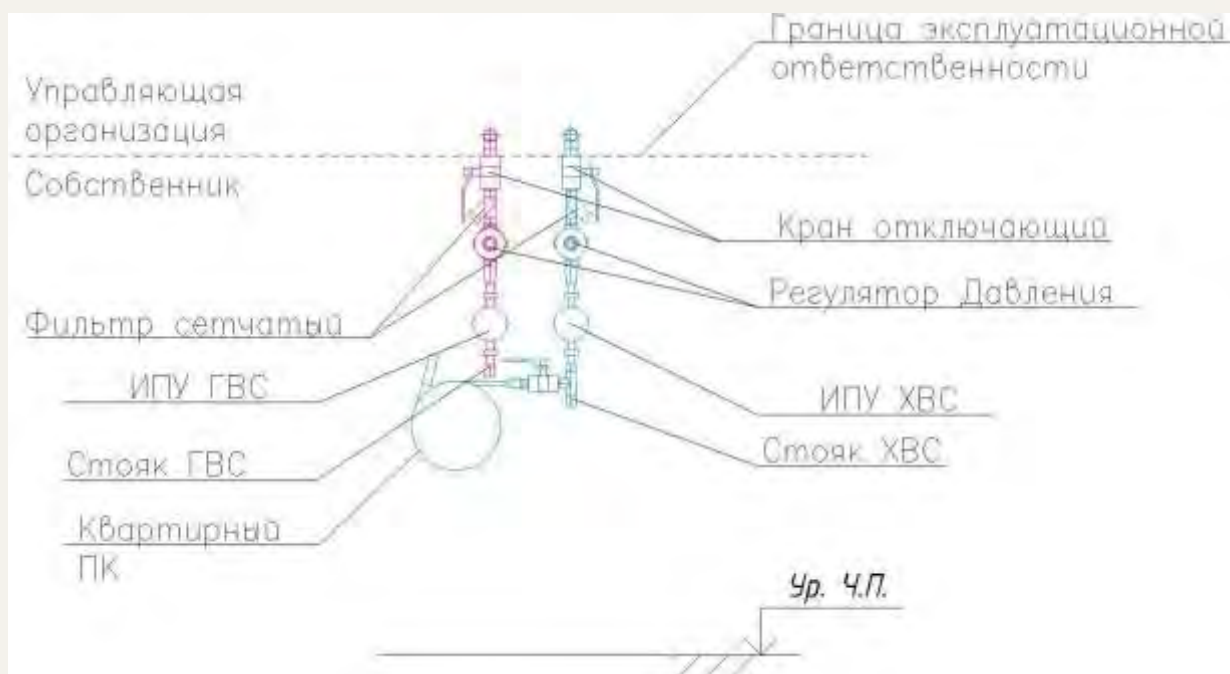 Граница эксплуатационной
ответственности
Управляющая
организация
Собственник
Кран отключающий
Регулятор Давления
Фильтр сетчатый
ИПУ ГВС
ИПУ ХВС
Стояк ГВС
Стояк ХВС
Квартирный
ПК
Ур. Ч.П.